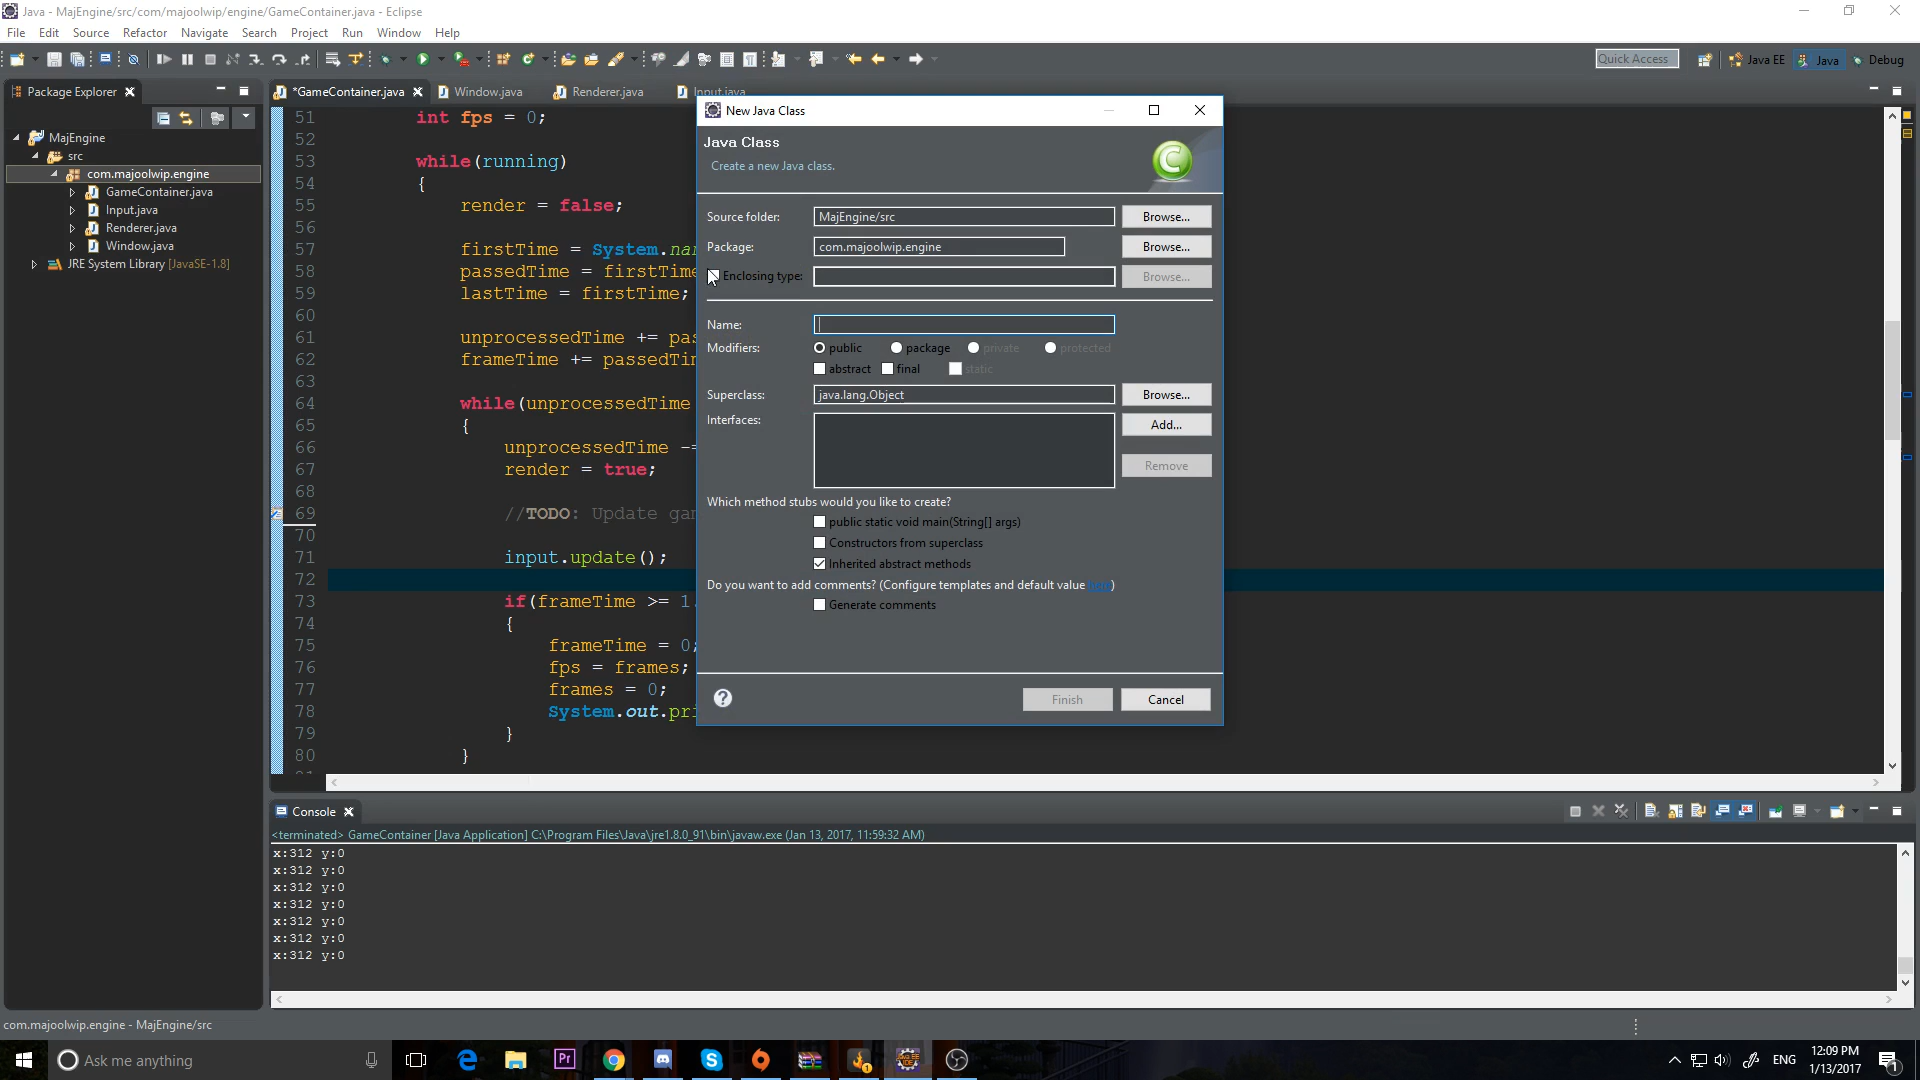 Java - MajEngine/src/com/majoolwip/engine/GameContainer.java - Eclipse
File Edit Source Refactor Navigate Search Project Run Window Help
Quick Access Java EE Java Debug
Package Explorer
*GameContainer.java Window.java Renderer.java Input.java
MajEngine
src
com.majoolwip.engine
GameContainer.java
Input.java
Renderer.java
Window.java
JRE System Library [JavaSE-1.8]
51 int fps = 0;
52
53 while(running)
54 {
55 render = false;
56
57 firstTime = System.
58 passedTime = firstTime
59 lastTime = firstTime;
60
61 unprocessedTime +=
62 frameTime +=
63
64 while(unprocessedTime
65 {
66 unprocessedTime -=
67 render = true;
68
69 //TODO: Update
70
71 input.update();
72
73 if(frameTime >= 1.
74 {
75 frameTime = 0;
76 fps = frames;
77 frames = 0;
78 System.out.
79 }
80 }
New Java Class
Java Class
Create a new Java class.
C
Source folder: MajEngine/src Browse...
Package: com.majoolwip.engine Browse...
Enclosing type: Browse...
Name:
Modifiers: public package private protected
abstract final static
Superclass: java.lang.Object Browse...
Interfaces: Add...
Remove
Which method stubs would you like to create?
public static void main(String[] args)
Constructors from superclass
Inherited abstract methods
Do you want to add comments? (Configure templates and default value here)
Generate comments
? Finish Cancel
Console
<terminated> GameContainer [Java Application] C:\Program Files\Java\jre1.8.0_91\bin\javaw.exe (Jan 13, 2017, 11:59:32 AM)
x:312 y:0
x:312 y:0
x:312 y:0
x:312 y:0
x:312 y:0
x:312 y:0
x:312 y:0
com.majoolwip.engine - MajEngine/src
Ask me anything
Pr
ENG
12:09 PM
1/13/2017